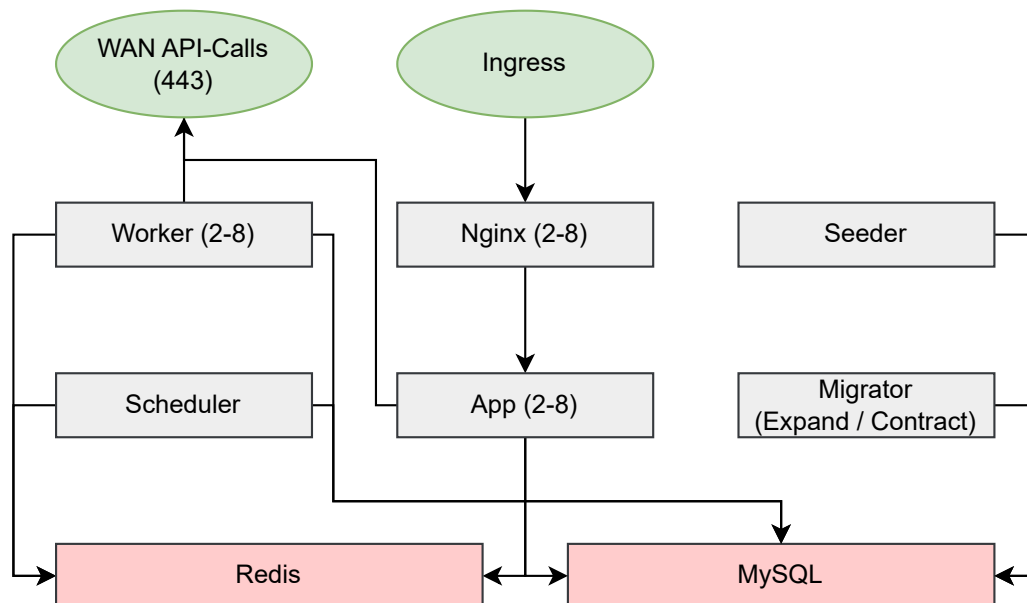 WAN API-Calls
(443)
Ingress
Worker (2-8)
Nginx (2-8)
Seeder
Scheduler
App (2-8)
Migrator
(Expand / Contract)
Redis
MySQL